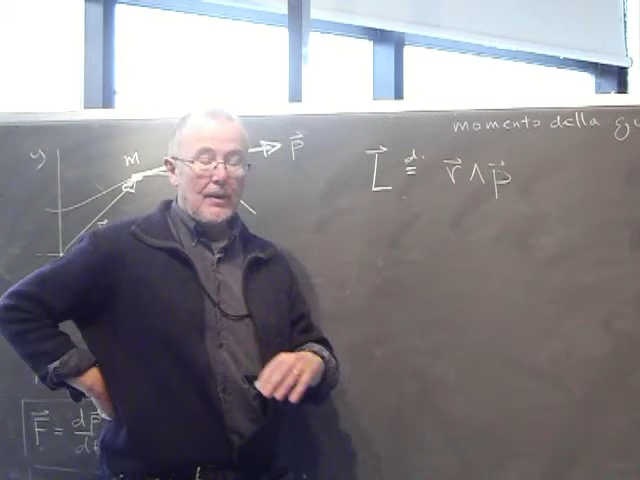 momento della
y
m
p⃗
L⃗ d.= r⃗ ∧ p⃗
F⃗ = dp⃗/dt